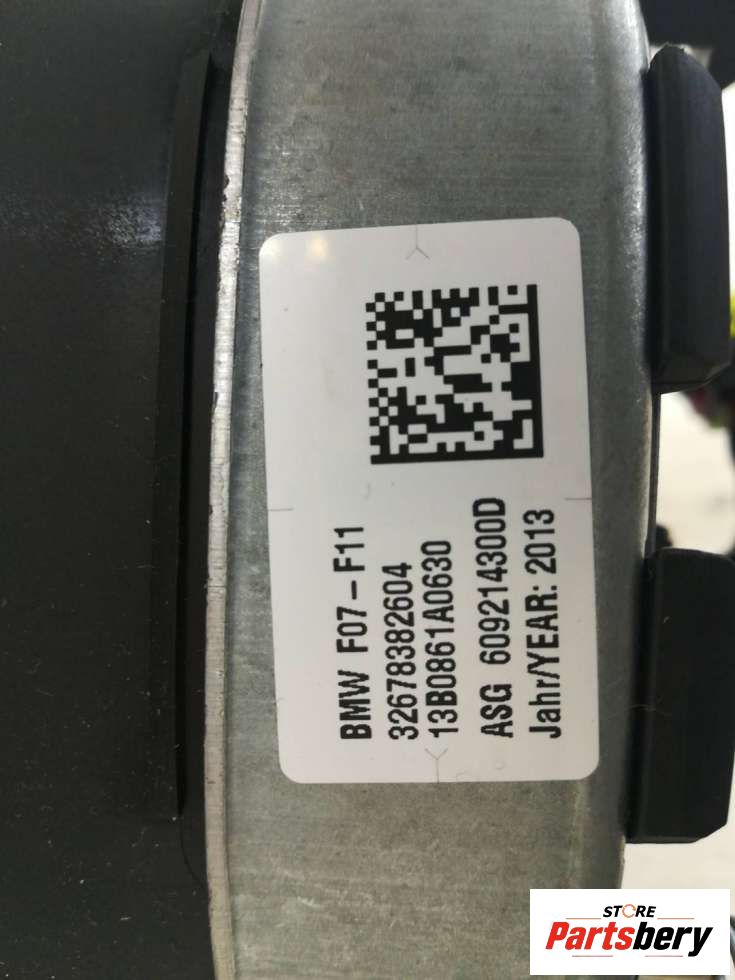 BMW F07-F11
32678382604
13B0861A0630
ASG 609214300D
Jahr/YEAR: 2013
STORE
Partsbery